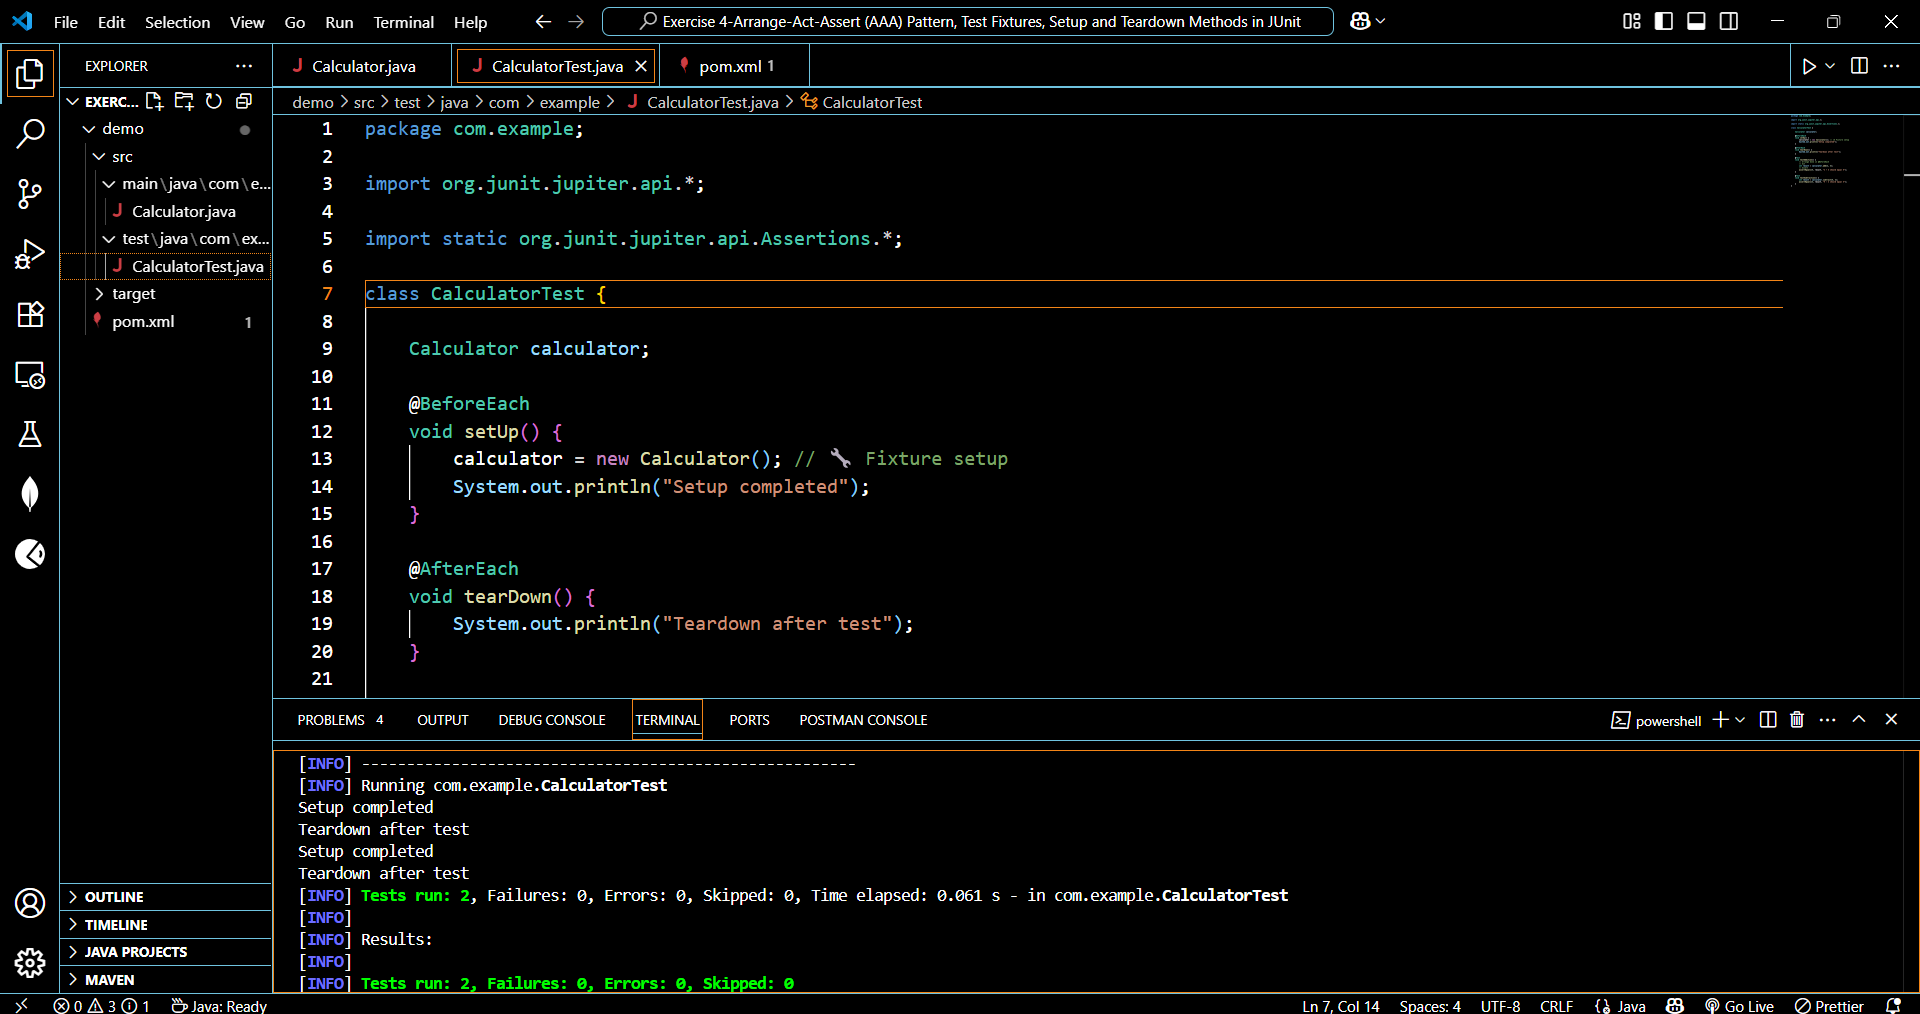 File Edit Selection View Go Run Terminal Help
Exercise 4-Arrange-Act-Assert (AAA) Pattern, Test Fixtures, Setup and Teardown Methods in JUnit
EXPLORER
Calculator.java
CalculatorTest.java
pom.xml 1
EXERC...
demo
src
main\java\com\e...
Calculator.java
test\java\com\ex...
CalculatorTest.java
target
pom.xml 1
demo > src > test > java > com > example > CalculatorTest.java > CalculatorTest
1 package com.example;
2
3 import org.junit.jupiter.api.*;
4
5 import static org.junit.jupiter.api.Assertions.*;
6
7 class CalculatorTest {
8
9 Calculator calculator;
10
11 @BeforeEach
12 void setUp() {
13 calculator = new Calculator(); // 🔧 Fixture setup
14 System.out.println("Setup completed");
15 }
16
17 @AfterEach
18 void tearDown() {
19 System.out.println("Teardown after test");
20 }
21
PROBLEMS 4 OUTPUT DEBUG CONSOLE TERMINAL PORTS POSTMAN CONSOLE
powershell
[INFO] -------------------------------------------------------
[INFO] Running com.example.CalculatorTest
Setup completed
Teardown after test
Setup completed
Teardown after test
[INFO] Tests run: 2, Failures: 0, Errors: 0, Skipped: 0, Time elapsed: 0.061 s - in com.example.CalculatorTest
[INFO]
[INFO] Results:
[INFO]
[INFO] Tests run: 2, Failures: 0, Errors: 0, Skipped: 0
OUTLINE
TIMELINE
JAVA PROJECTS
MAVEN
0 3 1 Java: Ready
Ln 7, Col 14 Spaces: 4 UTF-8 CRLF {} Java Go Live Prettier